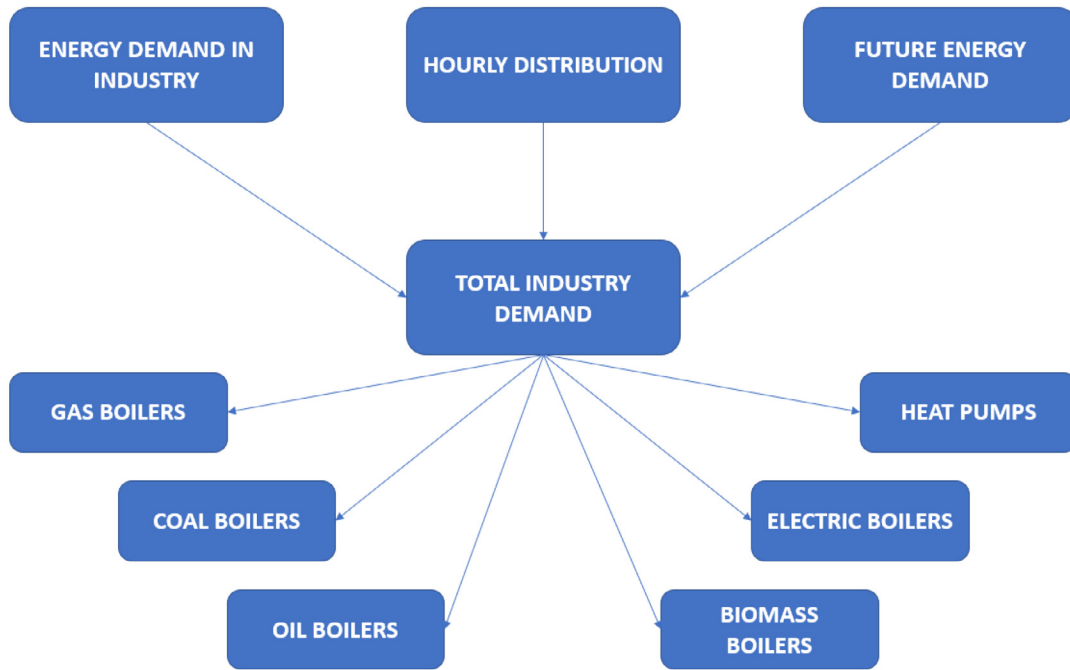 ENERGY DEMAND IN
INDUSTRY
HOURLY DISTRIBUTION
FUTURE ENERGY
DEMAND
TOTAL INDUSTRY
DEMAND
GAS BOILERS
HEAT PUMPS
COAL BOILERS
ELECTRIC BOILERS
OIL BOILERS
BIOMASS
BOILERS